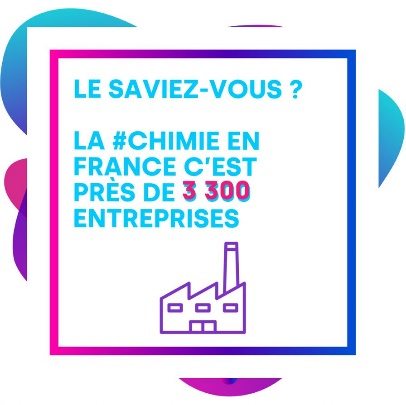 LE SAVIEZ-VOUS ?
LA #CHIMIE EN
FRANCE C'EST
PRÈS DE 3 300
ENTREPRISES